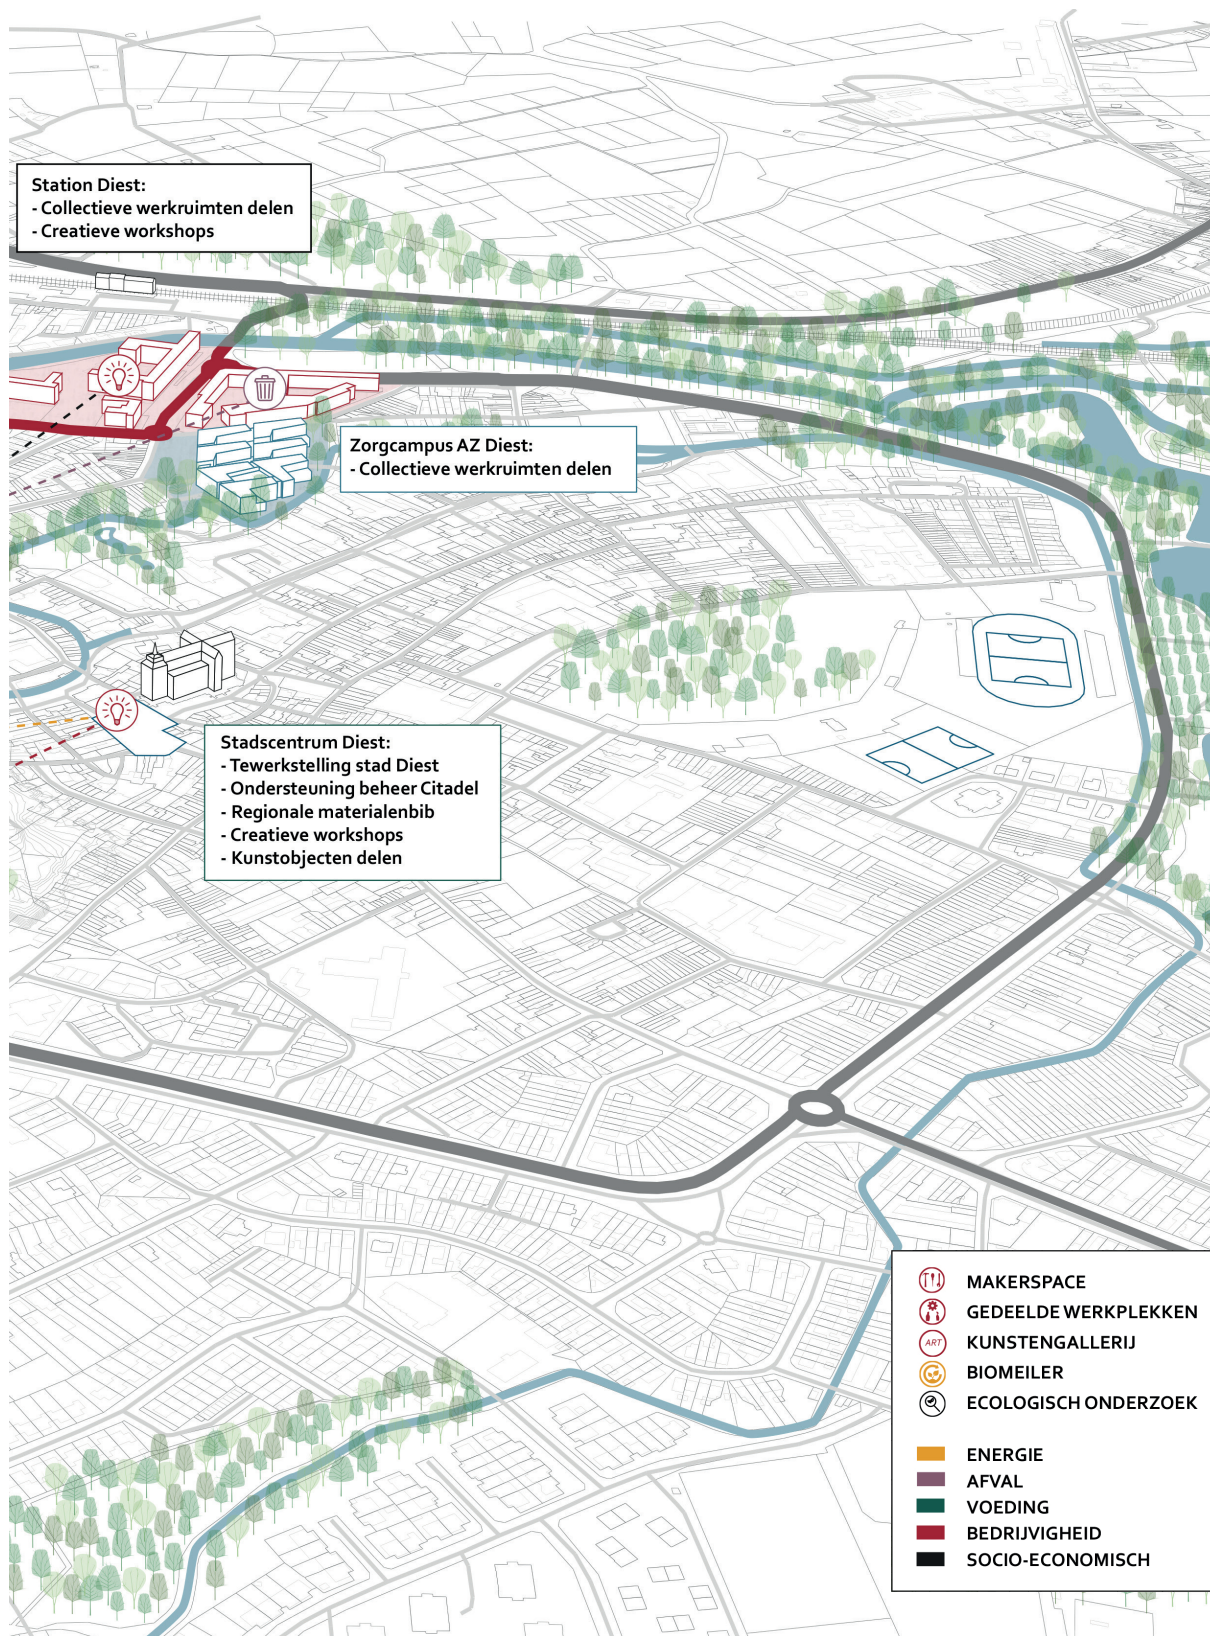 Station Diest:
- Collectieve werkruimten delen
- Creatieve workshops
Zorgcampus AZ Diest:
- Collectieve werkruimten delen
Stadscentrum Diest:
- Tewerkstelling stad Diest
- Ondersteuning beheer Citadel
- Regionale materialenbib
- Creatieve workshops
- Kunstobjecten delen
MAKERSPACE
GEDEELDE WERKPLEKKEN
ART KUNSTENGALLERIJ
BIOMEILER
ECOLOGISCH ONDERZOEK
ENERGIE
AFVAL
VOEDING
BEDRIJVIGHEID
SOCIO-ECONOMISCH